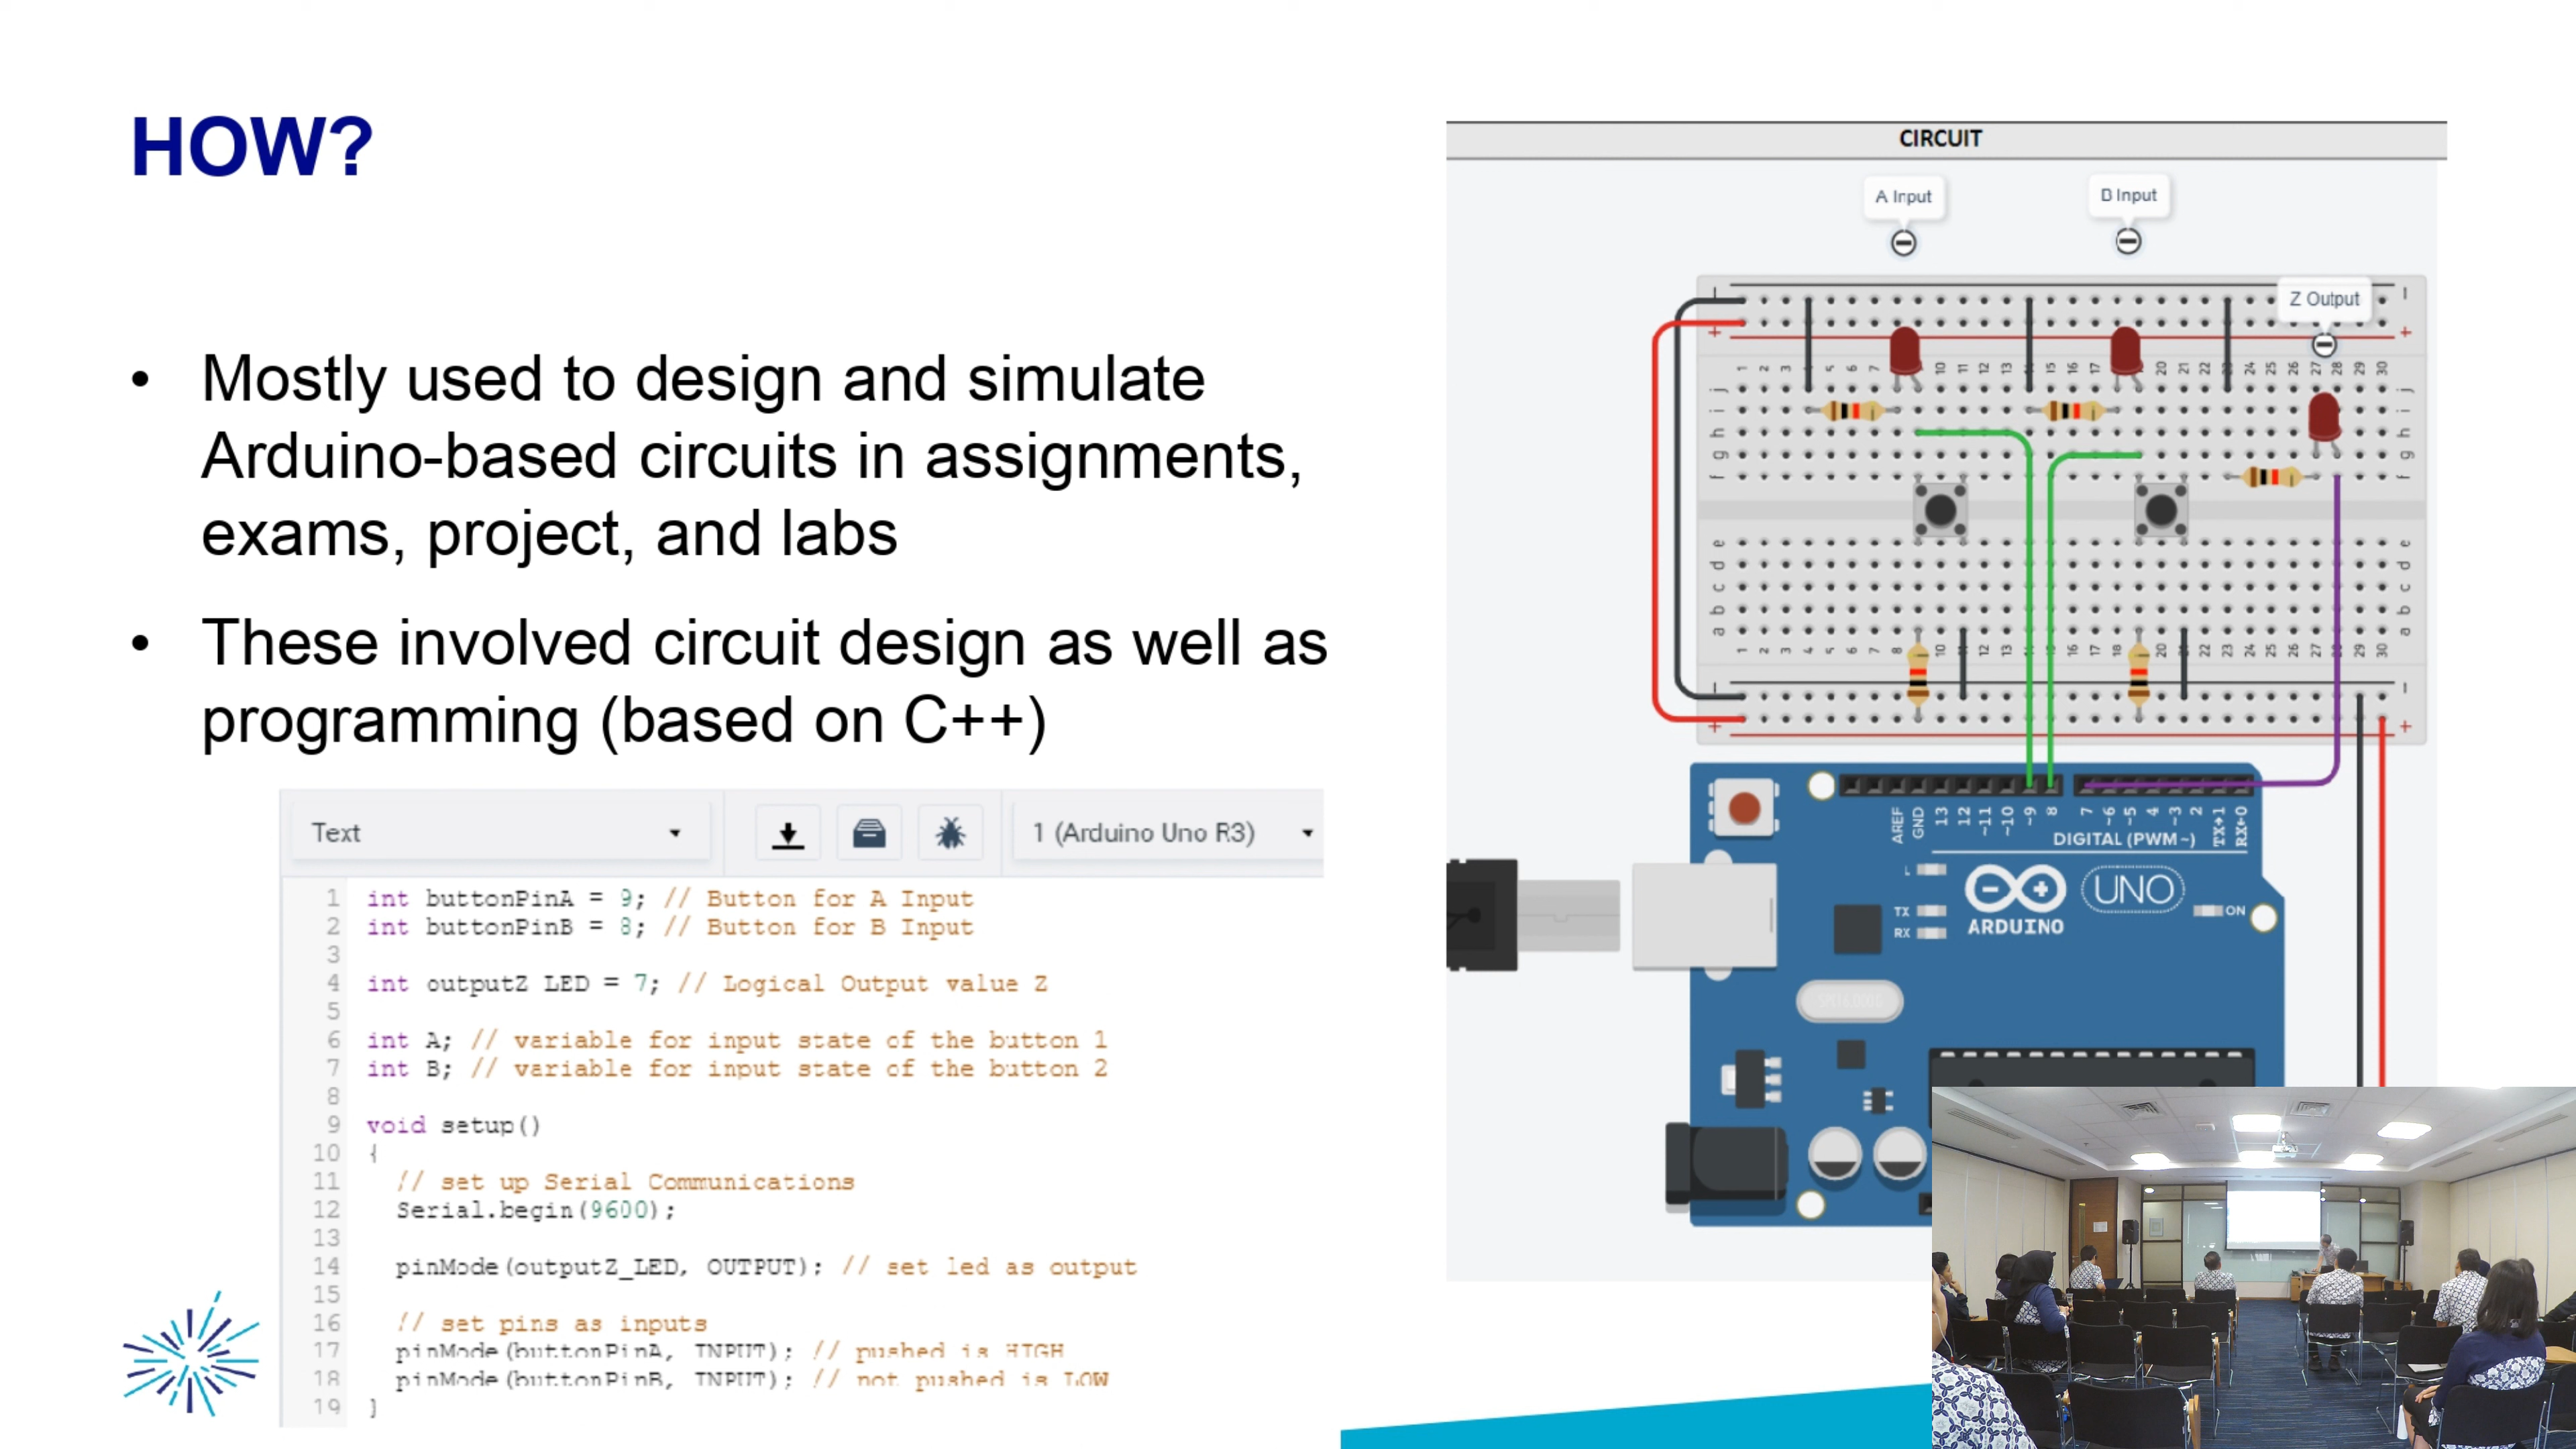 HOW?
• Mostly used to design and simulate
Arduino-based circuits in assignments,
exams, project, and labs
• These involved circuit design as well as
programming (based on C++)
Text
1 (Arduino Uno R3)
1 int buttonPinA = 9; // Button for A Input
2 int buttonPinB = 8; // Button for B Input
3
4 int outputZ LED = 7; // Logical Output value Z
5
6 int A; // variable for input state of the button 1
7 int B; // variable for input state of the button 2
8
9 void setup()
10 {
11 // set up Serial Communications
12 Serial.begin(9600);
13
14 pinMode(outputZ_LED, OUTPUT); // set led as output
15
16 // set pins as inputs
17 pinMode(buttonPinA, INPUT); // pushed is HIGH
18 pinMode(buttonPinB, INPUT); // not pushed is LOW
19 }
CIRCUIT
A Input
B Input
Z Output
AREF GND 13 12 ~11 ~10 ~9 8 7 ~6 ~5 4 ~3 2 TX→1 RX←0
DIGITAL (PWM~)
L
TX
RX
ARDUINO
UNO
ON